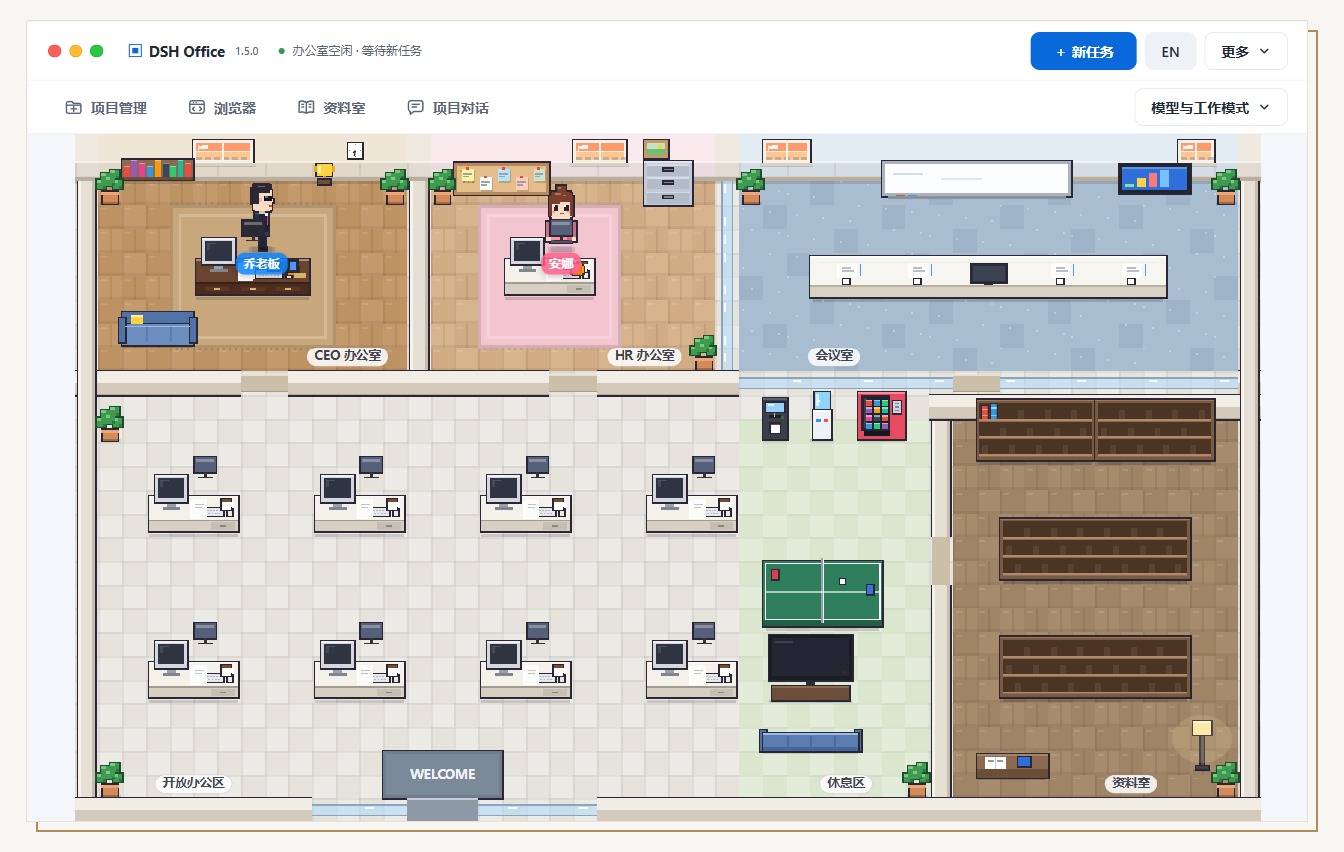 DSH Office 1.5.0 办公室空闲 · 等待新任务
+ 新任务
EN
更多
项目管理
浏览器
资料室
项目对话
模型与工作模式
乔老板
安娜
CEO 办公室
HR 办公室
会议室
WELCOME
开放办公区
休息区
资料室